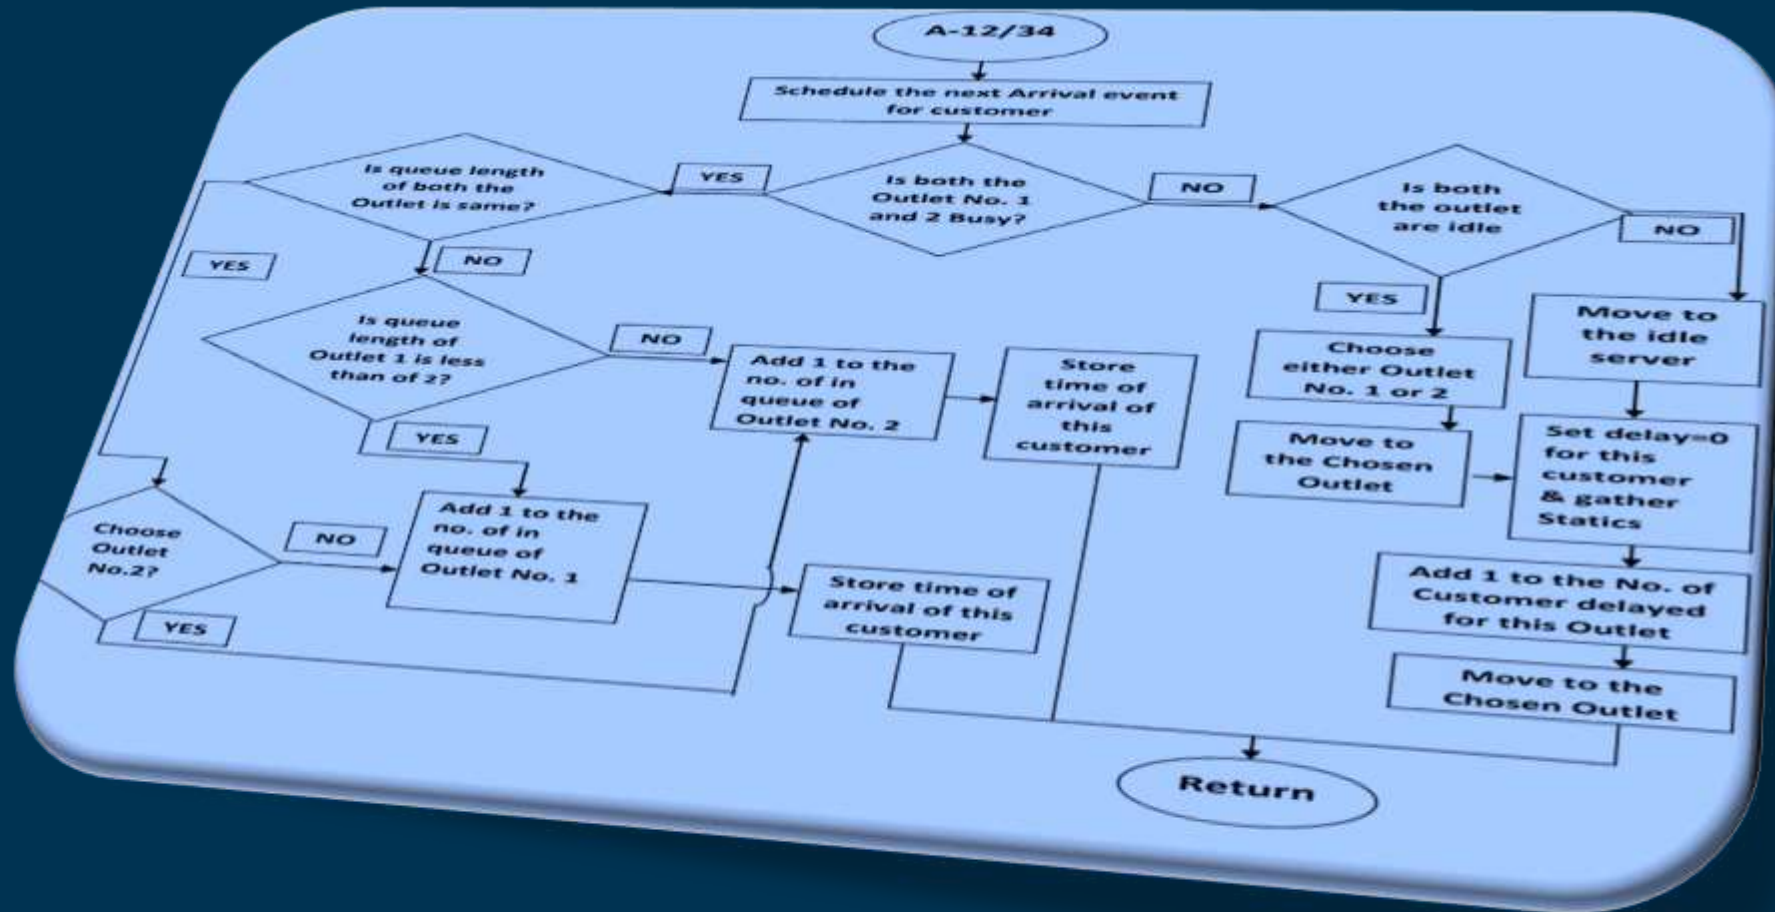 A-12/34
Schedule the next Arrival event
for customer
Is queue length
of both the
Outlet is same?
YES
Is both the
Outlet No. 1
and 2 Busy?
NO
Is both
the outlet
are idle
NO
YES
NO
YES
Is queue
length of
Outlet 1 is less
than of 2?
NO
Add 1 to the
no. of in
queue of
Outlet No. 2
Store
time of
arrival of
this
customer
Choose
either Outlet
No. 1 or 2
Move to
the idle
server
YES
Move to
the Chosen
Outlet
Set delay=0
for this
customer
& gather
Statics
Choose
Outlet
No.2?
NO
Add 1 to the
no. of in
queue of
Outlet No. 1
YES
Store time of
arrival of this
customer
Add 1 to the No. of
Customer delayed
for this Outlet
Move to the
Chosen Outlet
Return